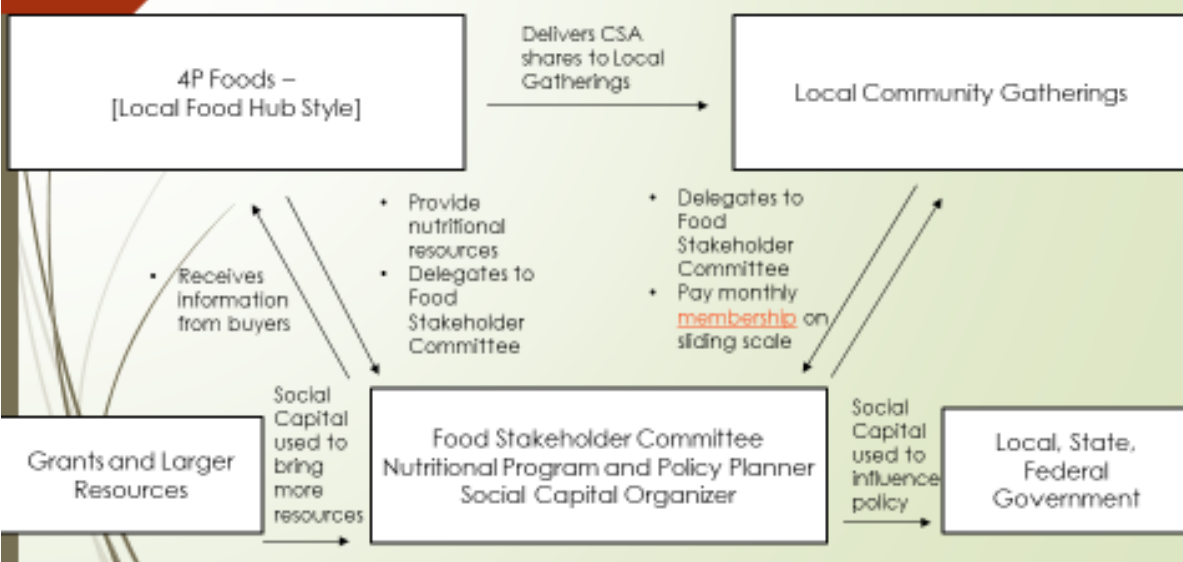 4P Foods –
[Local Food Hub Style]
Delivers CSA
shares to Local
Gatherings
Local Community Gatherings
• Receives
information
from buyers
• Provide
nutritional
resources
• Delegates to
Food
Stakeholder
Committee
• Delegates to
Food
Stakeholder
Committee
• Pay monthly
membership on
sliding scale
Grants and Larger
Resources
Social
Capital
used to
bring
more
resources
Food Stakeholder Committee
Nutritional Program and Policy Planner
Social Capital Organizer
Social
Capital
used to
influence
policy
Local, State,
Federal
Government